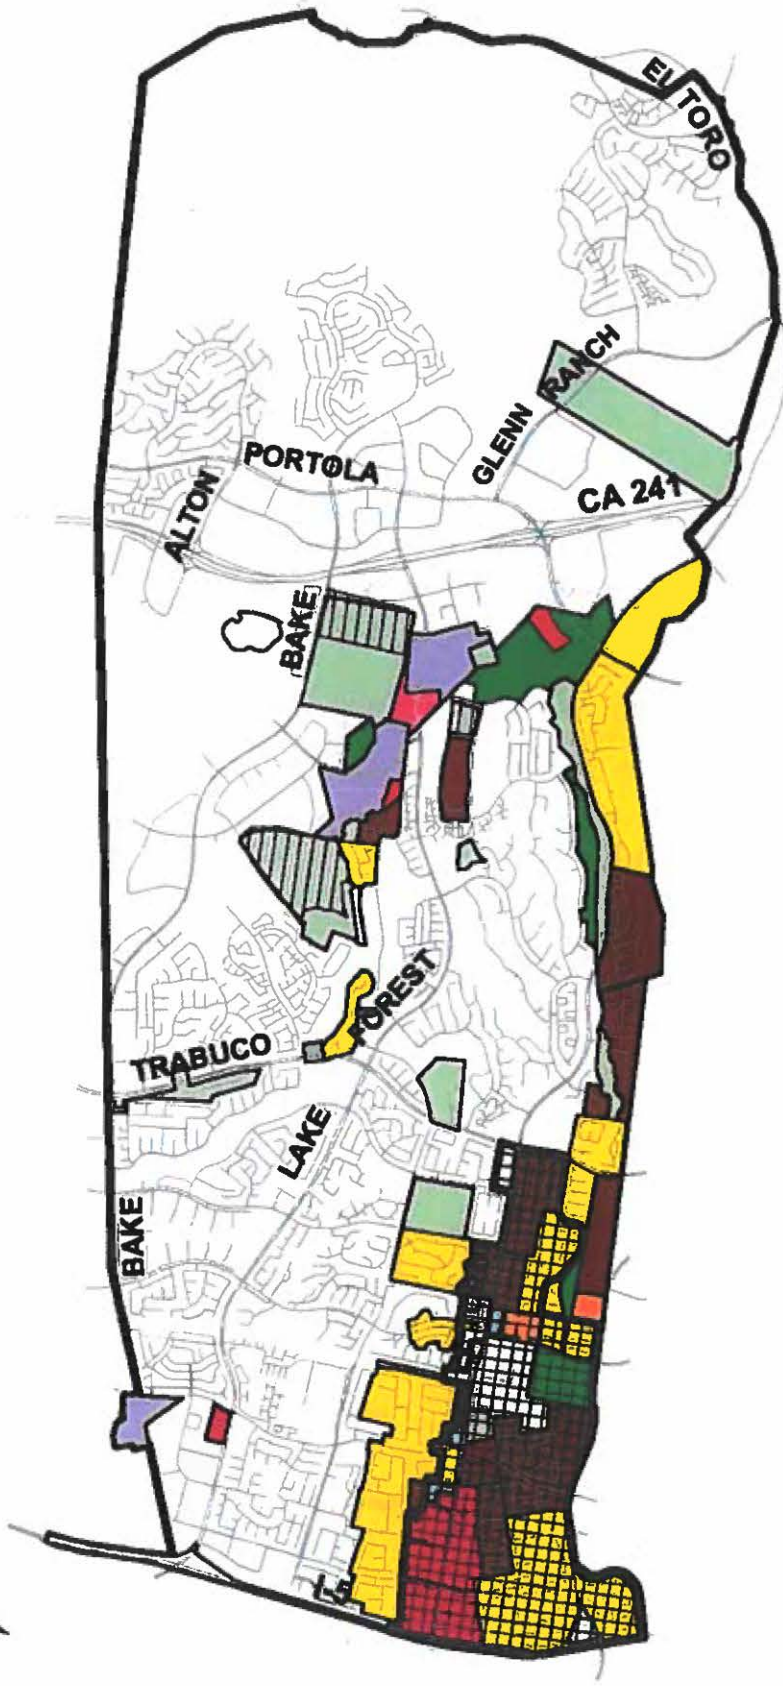 EL TORO
GLENN RANCH
PORTOLA
CA 241
ALTON
BAKE
FOREST
TRABUCO
LAKE
BAKE
I-5